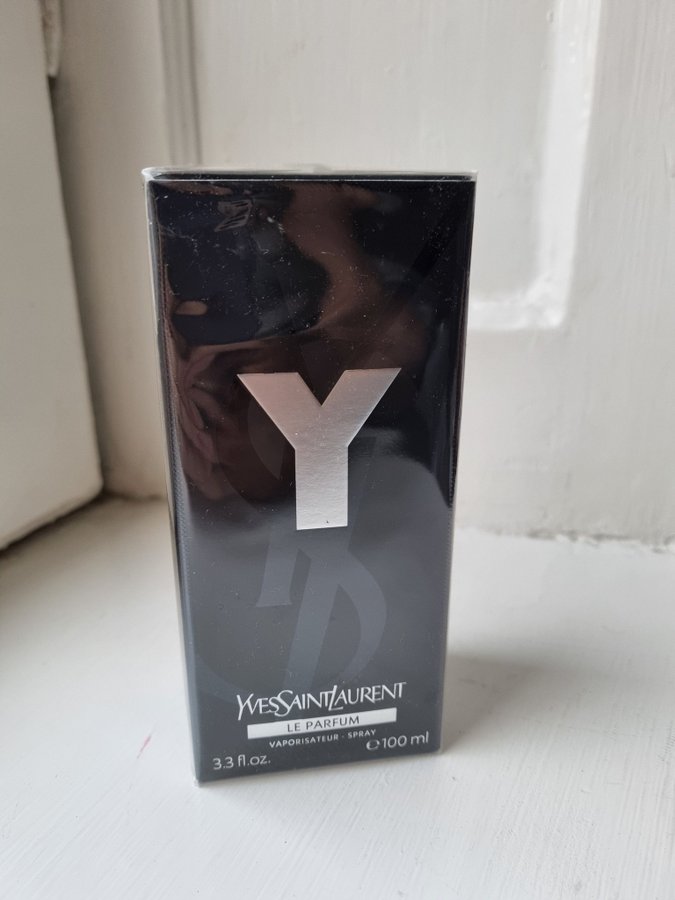 Y
YVESSAINTLAURENT
LE PARFUM
VAPORISATEUR - SPRAY
3.3 fl.oz. ℮100 ml